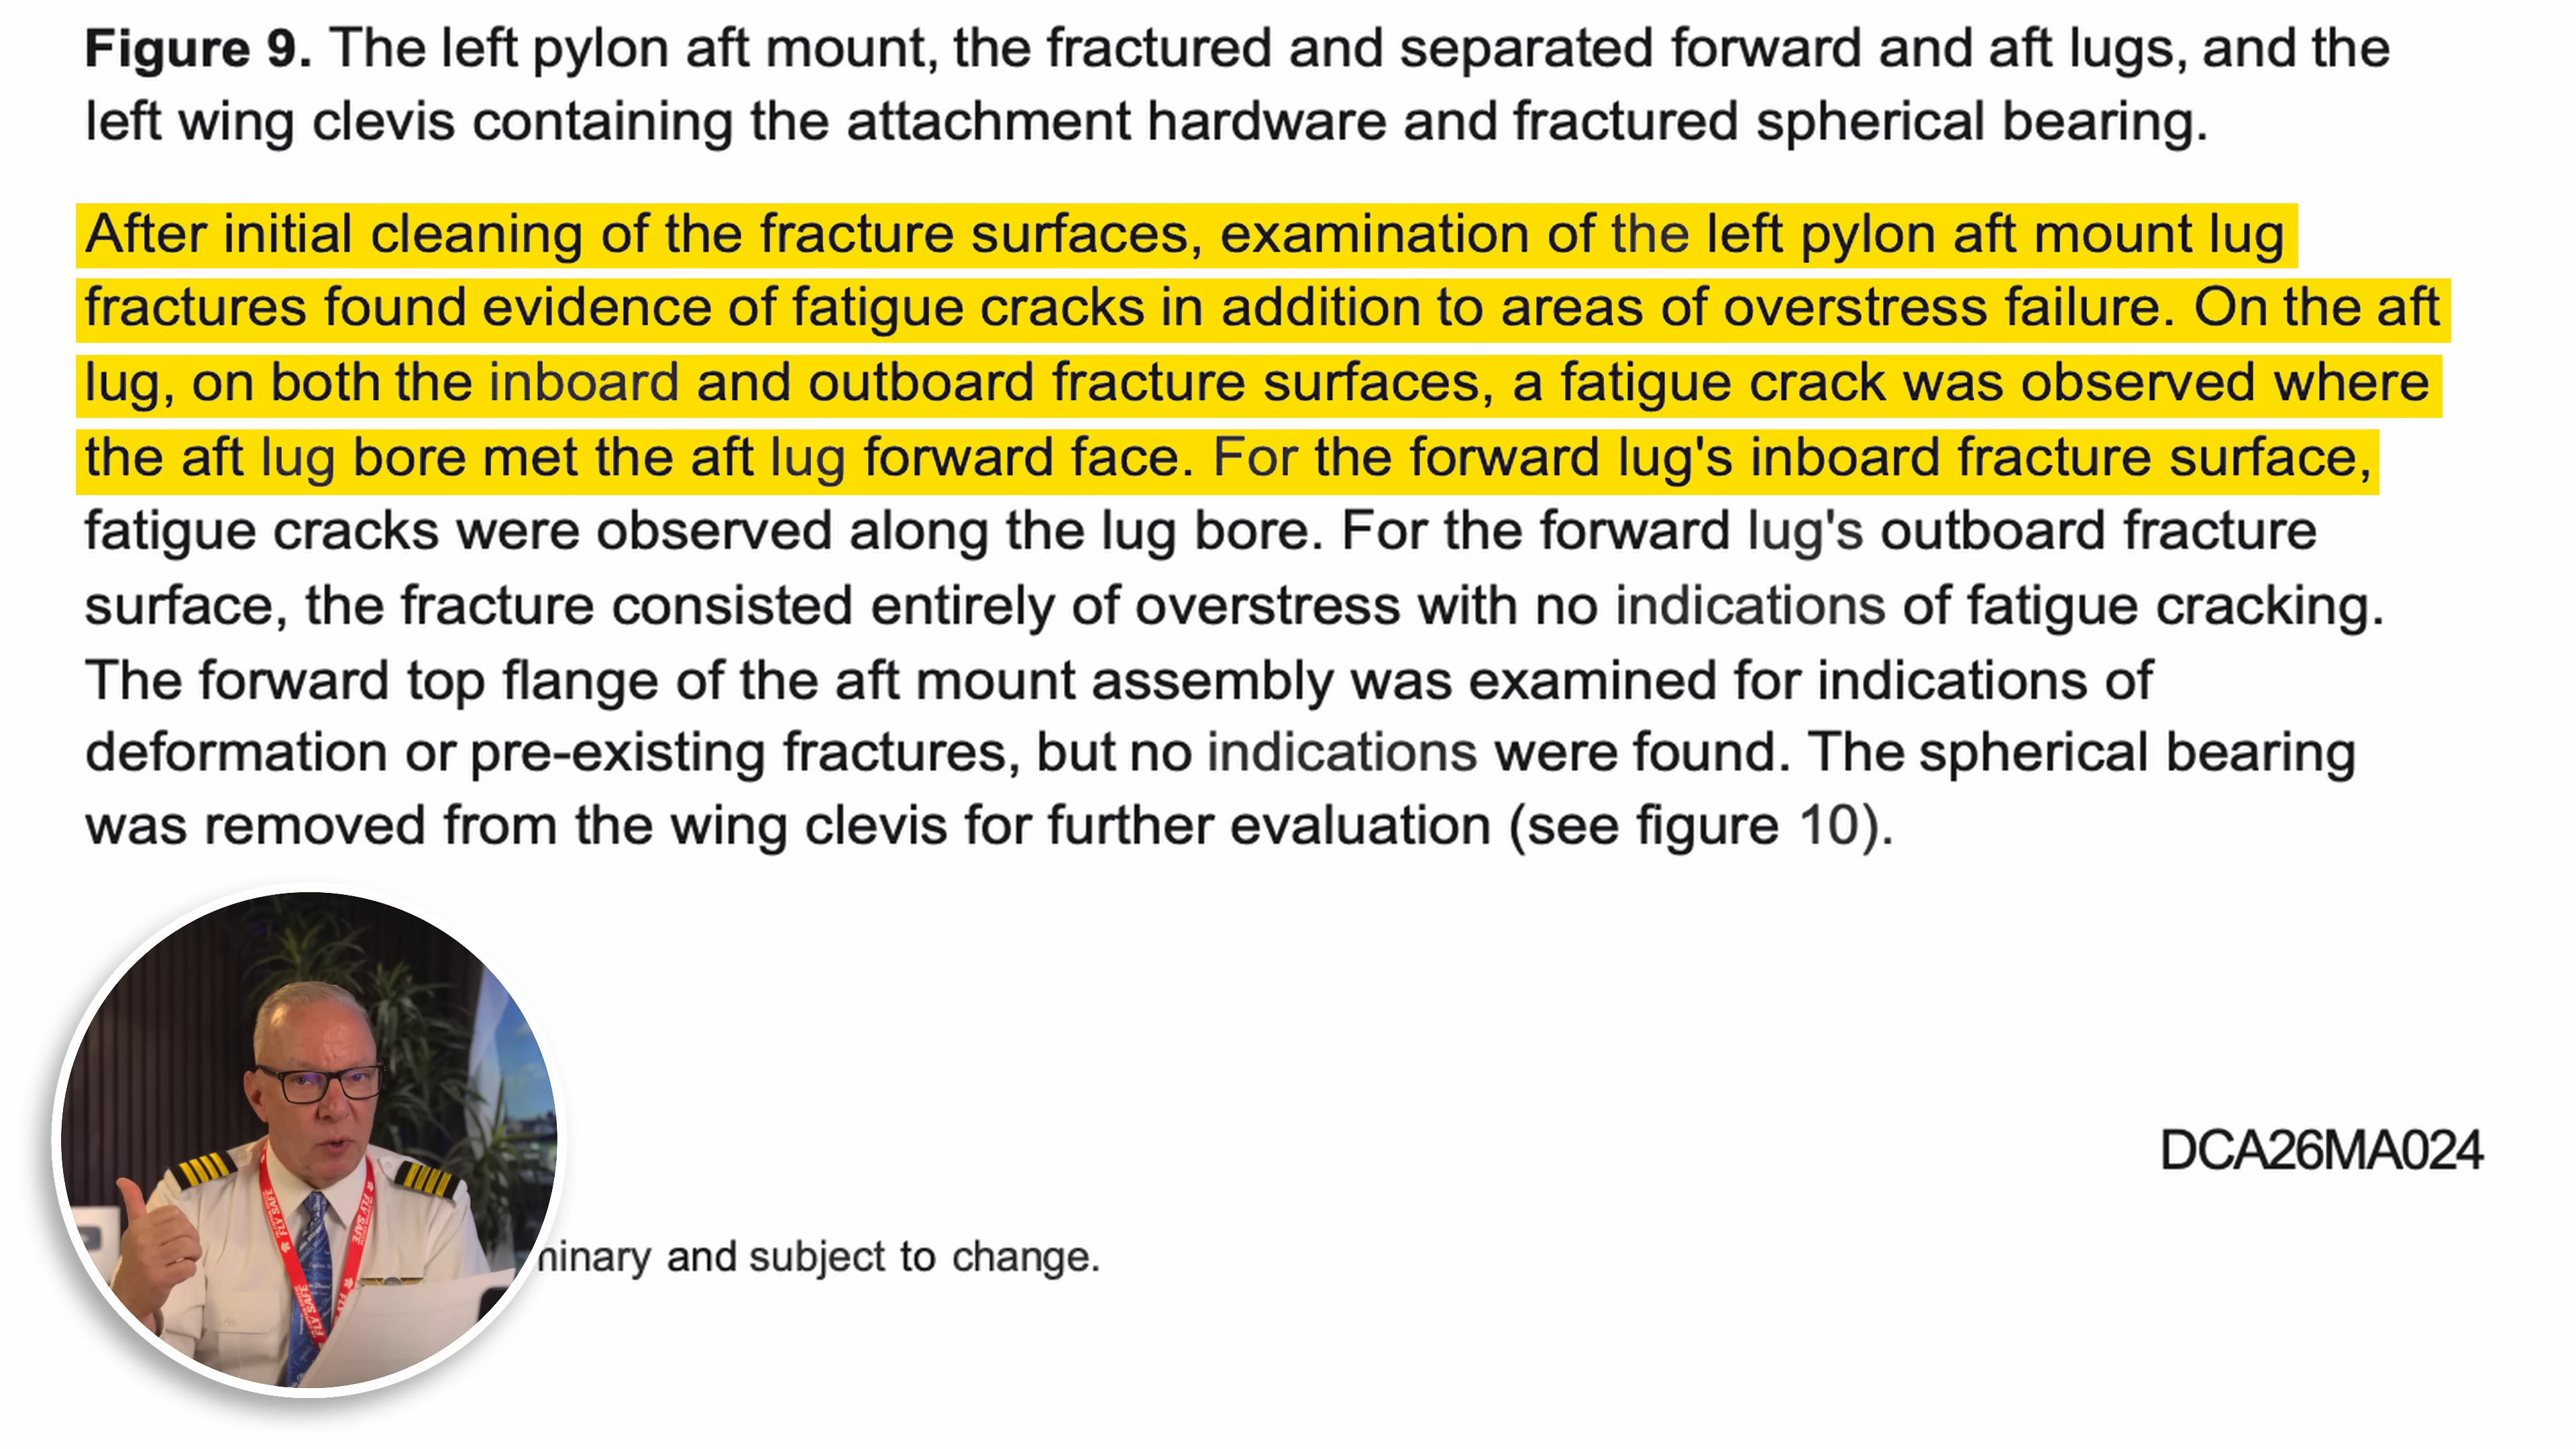 Figure 9. The left pylon aft mount, the fractured and separated forward and aft lugs, and the
left wing clevis containing the attachment hardware and fractured spherical bearing.
After initial cleaning of the fracture surfaces, examination of the left pylon aft mount lug
fractures found evidence of fatigue cracks in addition to areas of overstress failure. On the aft
lug, on both the inboard and outboard fracture surfaces, a fatigue crack was observed where
the aft lug bore met the aft lug forward face. For the forward lug's inboard fracture surface,
fatigue cracks were observed along the lug bore. For the forward lug's outboard fracture
surface, the fracture consisted entirely of overstress with no indications of fatigue cracking.
The forward top flange of the aft mount assembly was examined for indications of
deformation or pre-existing fractures, but no indications were found. The spherical bearing
was removed from the wing clevis for further evaluation (see figure 10).
DCA26MA024
FLY SAFE
FLY SAFE
SAFE
FLY
and subject to change.